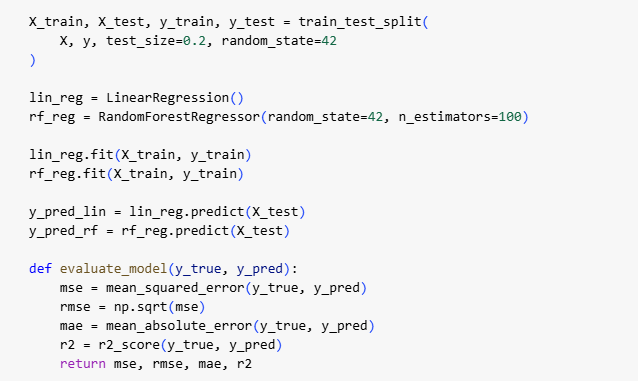 X_train, X_test, y_train, y_test = train_test_split(
    X, y, test_size=0.2, random_state=42
)
lin_reg = LinearRegression()
rf_reg = RandomForestRegressor(random_state=42, n_estimators=100)
lin_reg.fit(X_train, y_train)
rf_reg.fit(X_train, y_train)
y_pred_lin = lin_reg.predict(X_test)
y_pred_rf = rf_reg.predict(X_test)
def evaluate_model(y_true, y_pred):
    mse = mean_squared_error(y_true, y_pred)
    rmse = np.sqrt(mse)
    mae = mean_absolute_error(y_true, y_pred)
    r2 = r2_score(y_true, y_pred)
    return mse, rmse, mae, r2